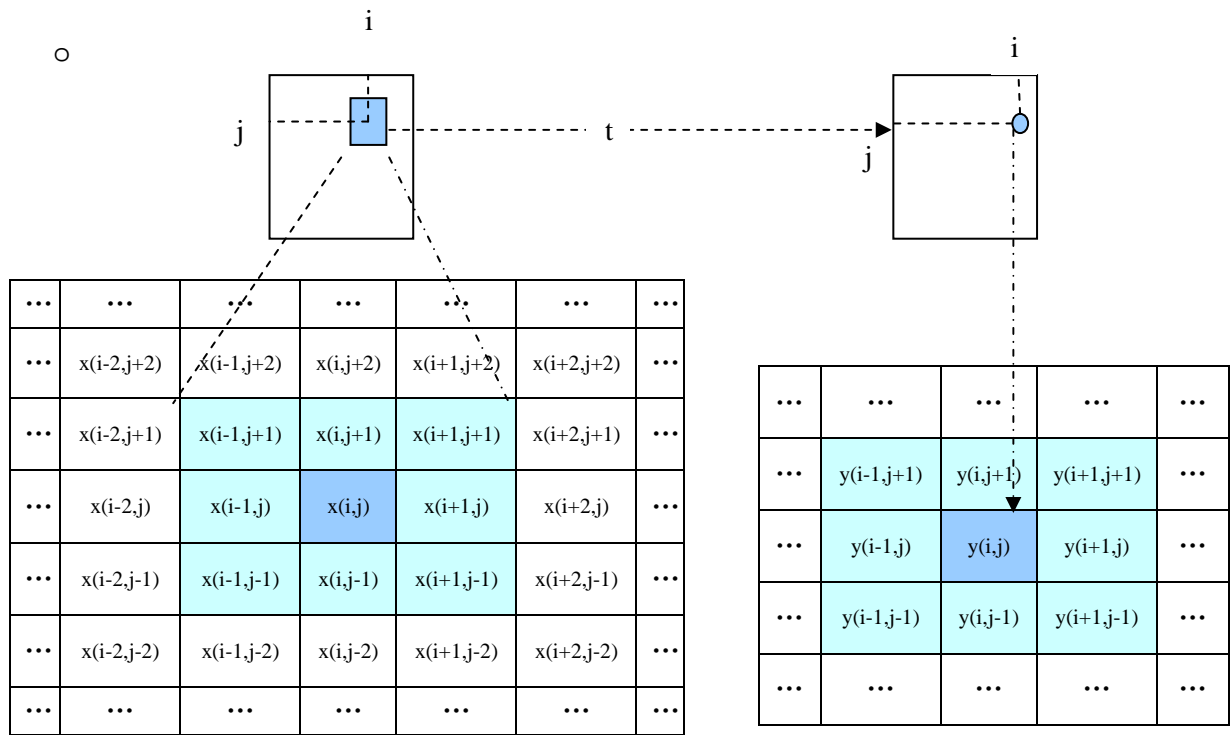 i
i
j
t
j
... ... ... ... ... ... ...
... x(i-2,j+2) x(i-1,j+2) x(i,j+2) x(i+1,j+2) x(i+2,j+2) ...
... x(i-2,j+1) x(i-1,j+1) x(i,j+1) x(i+1,j+1) x(i+2,j+1) ...
... x(i-2,j) x(i-1,j) x(i,j) x(i+1,j) x(i+2,j) ...
... x(i-2,j-1) x(i-1,j-1) x(i,j-1) x(i+1,j-1) x(i+2,j-1) ...
... x(i-2,j-2) x(i-1,j-2) x(i,j-2) x(i+1,j-2) x(i+2,j-2) ...
... ... ... ... ... ... ...
... ... ... ... ...
... y(i-1,j+1) y(i,j+1) y(i+1,j+1) ...
... y(i-1,j) y(i,j) y(i+1,j) ...
... y(i-1,j-1) y(i,j-1) y(i+1,j-1) ...
... ... ... ... ...